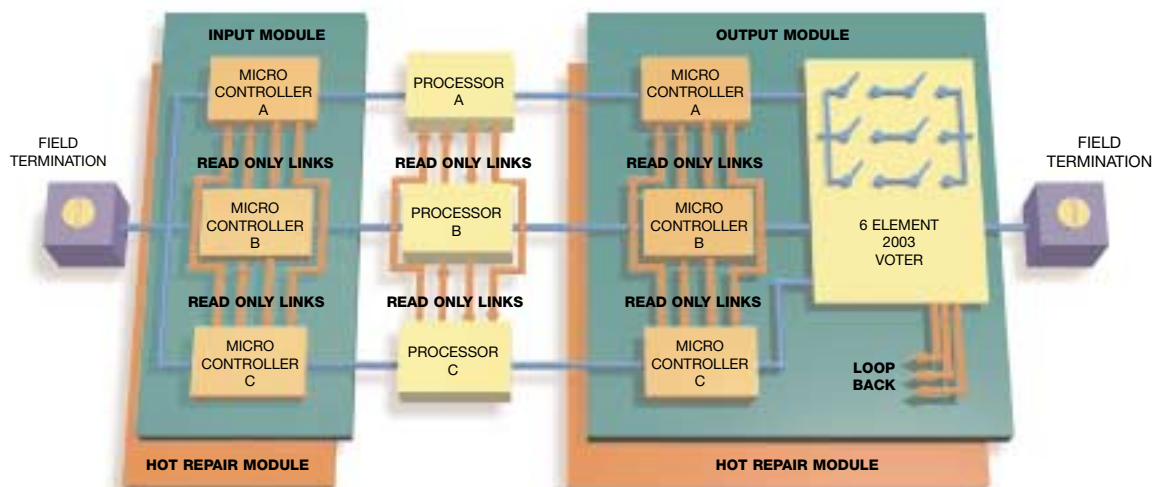 INPUT MODULE
OUTPUT MODULE
MICRO
CONTROLLER
A
PROCESSOR
A
MICRO
CONTROLLER
A
FIELD
TERMINATION
READ ONLY LINKS
READ ONLY LINKS
READ ONLY LINKS
FIELD
TERMINATION
MICRO
CONTROLLER
B
PROCESSOR
B
MICRO
CONTROLLER
B
6 ELEMENT
2003
VOTER
READ ONLY LINKS
READ ONLY LINKS
READ ONLY LINKS
MICRO
CONTROLLER
C
PROCESSOR
C
MICRO
CONTROLLER
C
LOOP
BACK
HOT REPAIR MODULE
HOT REPAIR MODULE